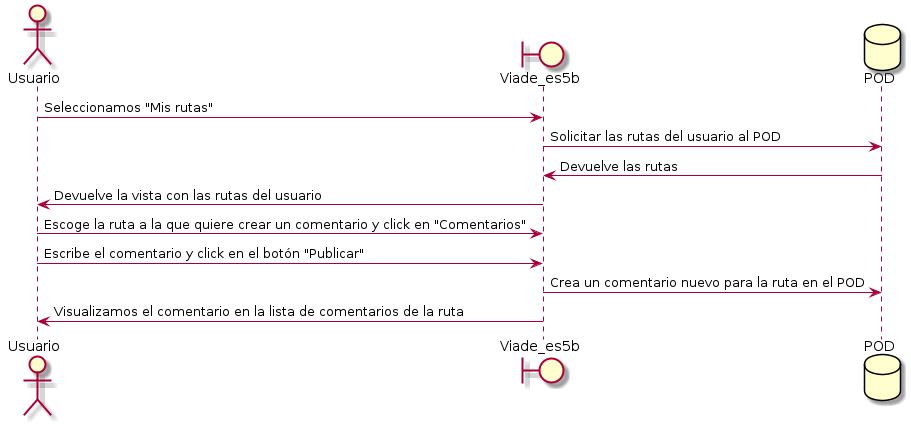 Usuario
Viade_es5b
POD
Seleccionamos "Mis rutas"
Solicitar las rutas del usuario al POD
Devuelve las rutas
Devuelve la vista con las rutas del usuario
Escoge la ruta a la que quiere crear un comentario y click en "Comentarios"
Escribe el comentario y click en el botón "Publicar"
Crea un comentario nuevo para la ruta en el POD
Visualizamos el comentario en la lista de comentarios de la ruta
Usuario
Viade_es5b
POD